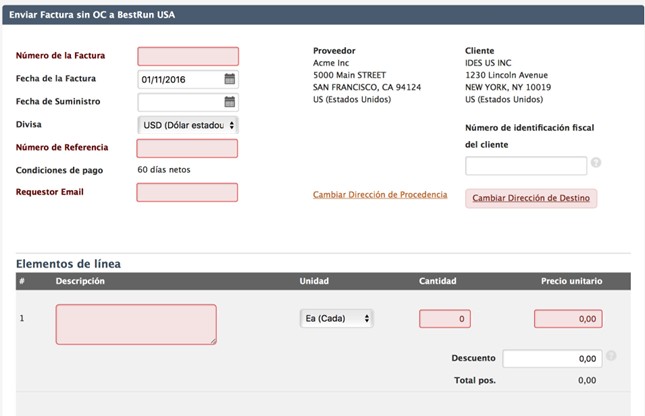 Enviar Factura sin OC a BestRun USA
Número de la Factura
Fecha de la Factura 01/11/2016
Fecha de Suministro
Divisa USD (Dólar estadou
Número de Referencia
Condiciones de pago 60 días netos
Requestor Email
Proveedor
Acme Inc
5000 Main STREET
SAN FRANCISCO, CA 94124
US (Estados Unidos)
Cambiar Dirección de Procedencia
Cliente
IDES US INC
1230 Lincoln Avenue
NEW YORK, NY 10019
US (Estados Unidos)
Número de identificación fiscal
del cliente
?
Cambiar Dirección de Destino
Elementos de línea
# Descripción Unidad Cantidad Precio unitario
1 Ea (Cada) 0 0,00
Descuento 0,00 ?
Total pos. 0,00